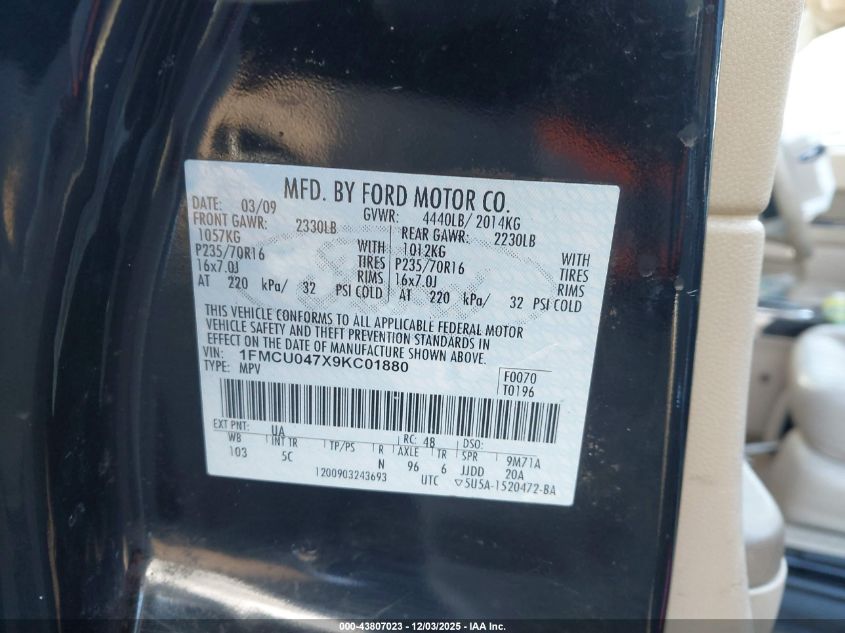 MFD. BY FORD MOTOR CO.
DATE: 03/09 GVWR: 4440LB/ 2014KG
FRONT GAWR: 2330LB REAR GAWR: 2230LB
1057KG WITH 1012KG WITH
P235/70R16 TIRES P235/70R16 TIRES
16x7.0J RIMS 16x7.0J RIMS
AT 220 kPa/ 32 PSI COLD AT 220 kPa/ 32 PSI COLD
THIS VEHICLE CONFORMS TO ALL APPLICABLE FEDERAL MOTOR
VEHICLE SAFETY AND THEFT PREVENTION STANDARDS IN
EFFECT ON THE DATE OF MANUFACTURE SHOWN ABOVE.
VIN: 1FMCU047X9KC01880
TYPE: MPV F0070
T0196
EXT PNT: UA RC: 48 DSO:
WB INT TR TP/PS R AXLE TR SPR 9M71A
103 5C N 96 6 JJDD 20A
1200903243693 UTC ▽5U5A-1520472-BA
000-43807023 - 12/03/2025 - IAA Inc.